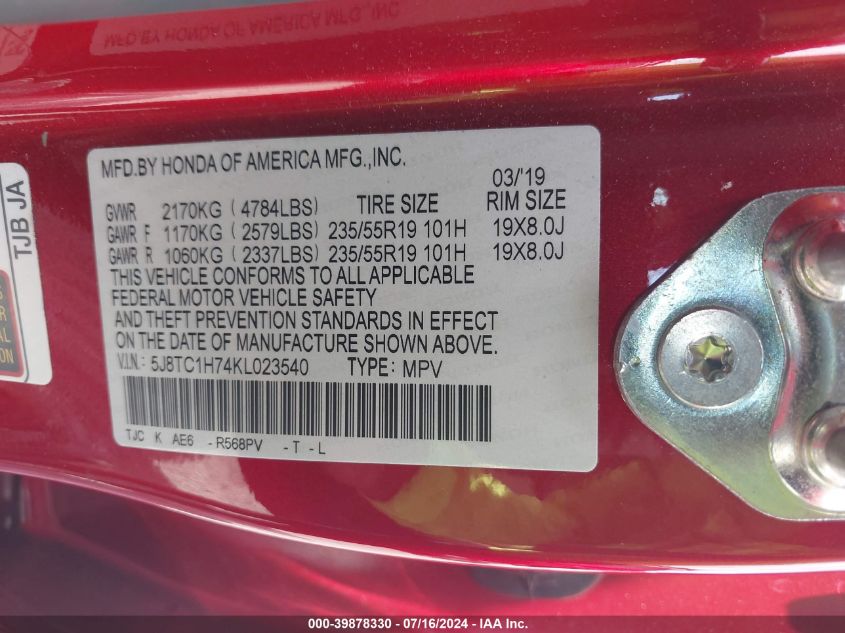 MFD.BY HONDA OF AMERICA MFG.,INC.
03/'19
GVWR 2170KG ( 4784LBS) TIRE SIZE RIM SIZE
GAWR F 1170KG ( 2579LBS) 235/55R19 101H 19X8.0J
GAWR R 1060KG ( 2337LBS) 235/55R19 101H 19X8.0J
THIS VEHICLE CONFORMS TO ALL APPLICABLE
FEDERAL MOTOR VEHICLE SAFETY
AND THEFT PREVENTION STANDARDS IN EFFECT
ON THE DATE OF MANUFACTURE SHOWN ABOVE.
V.I.N.: 5J8TC1H74KL023540 TYPE: MPV
TJC K AE6 -R568PV -T -L
TJB JA
000-39878330 - 07/16/2024 - IAAI.com